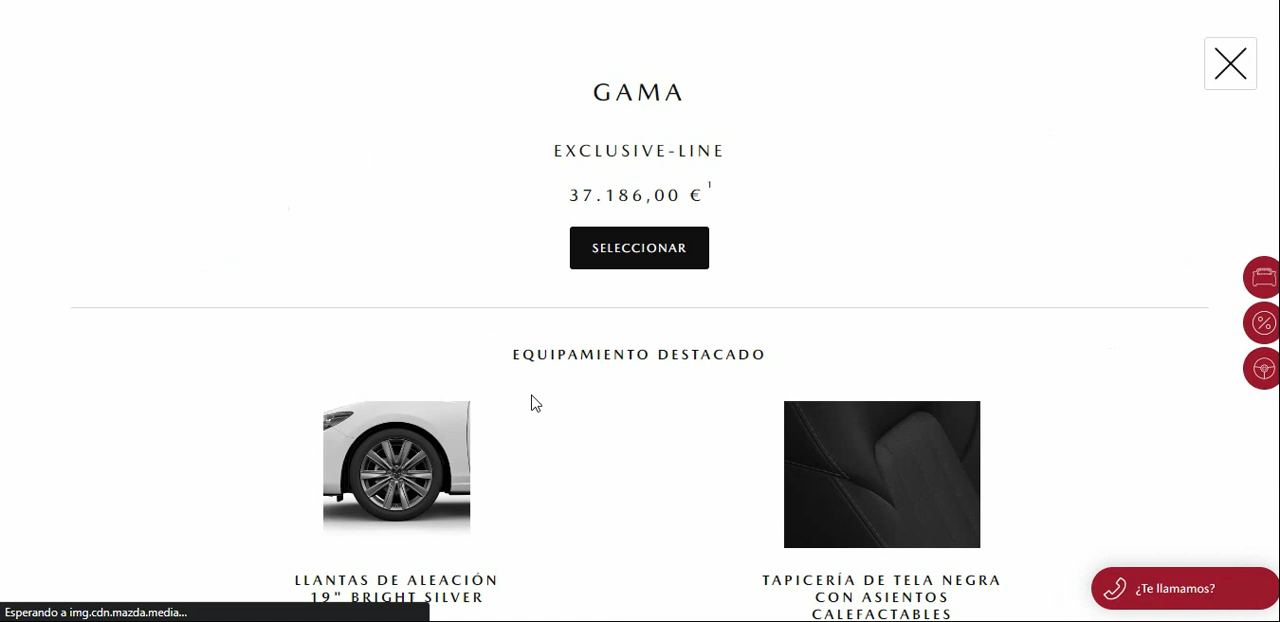 GAMA
EXCLUSIVE-LINE
37.186,00 € 1
SELECCIONAR
EQUIPAMIENTO DESTACADO
LLANTAS DE ALEACIÓN
19" BRIGHT SILVER
TAPICERÍA DE TELA NEGRA
CON ASIENTOS
CALEFACTABLES
¿Te llamamos?
Esperando a img.cdn.mazda.media...